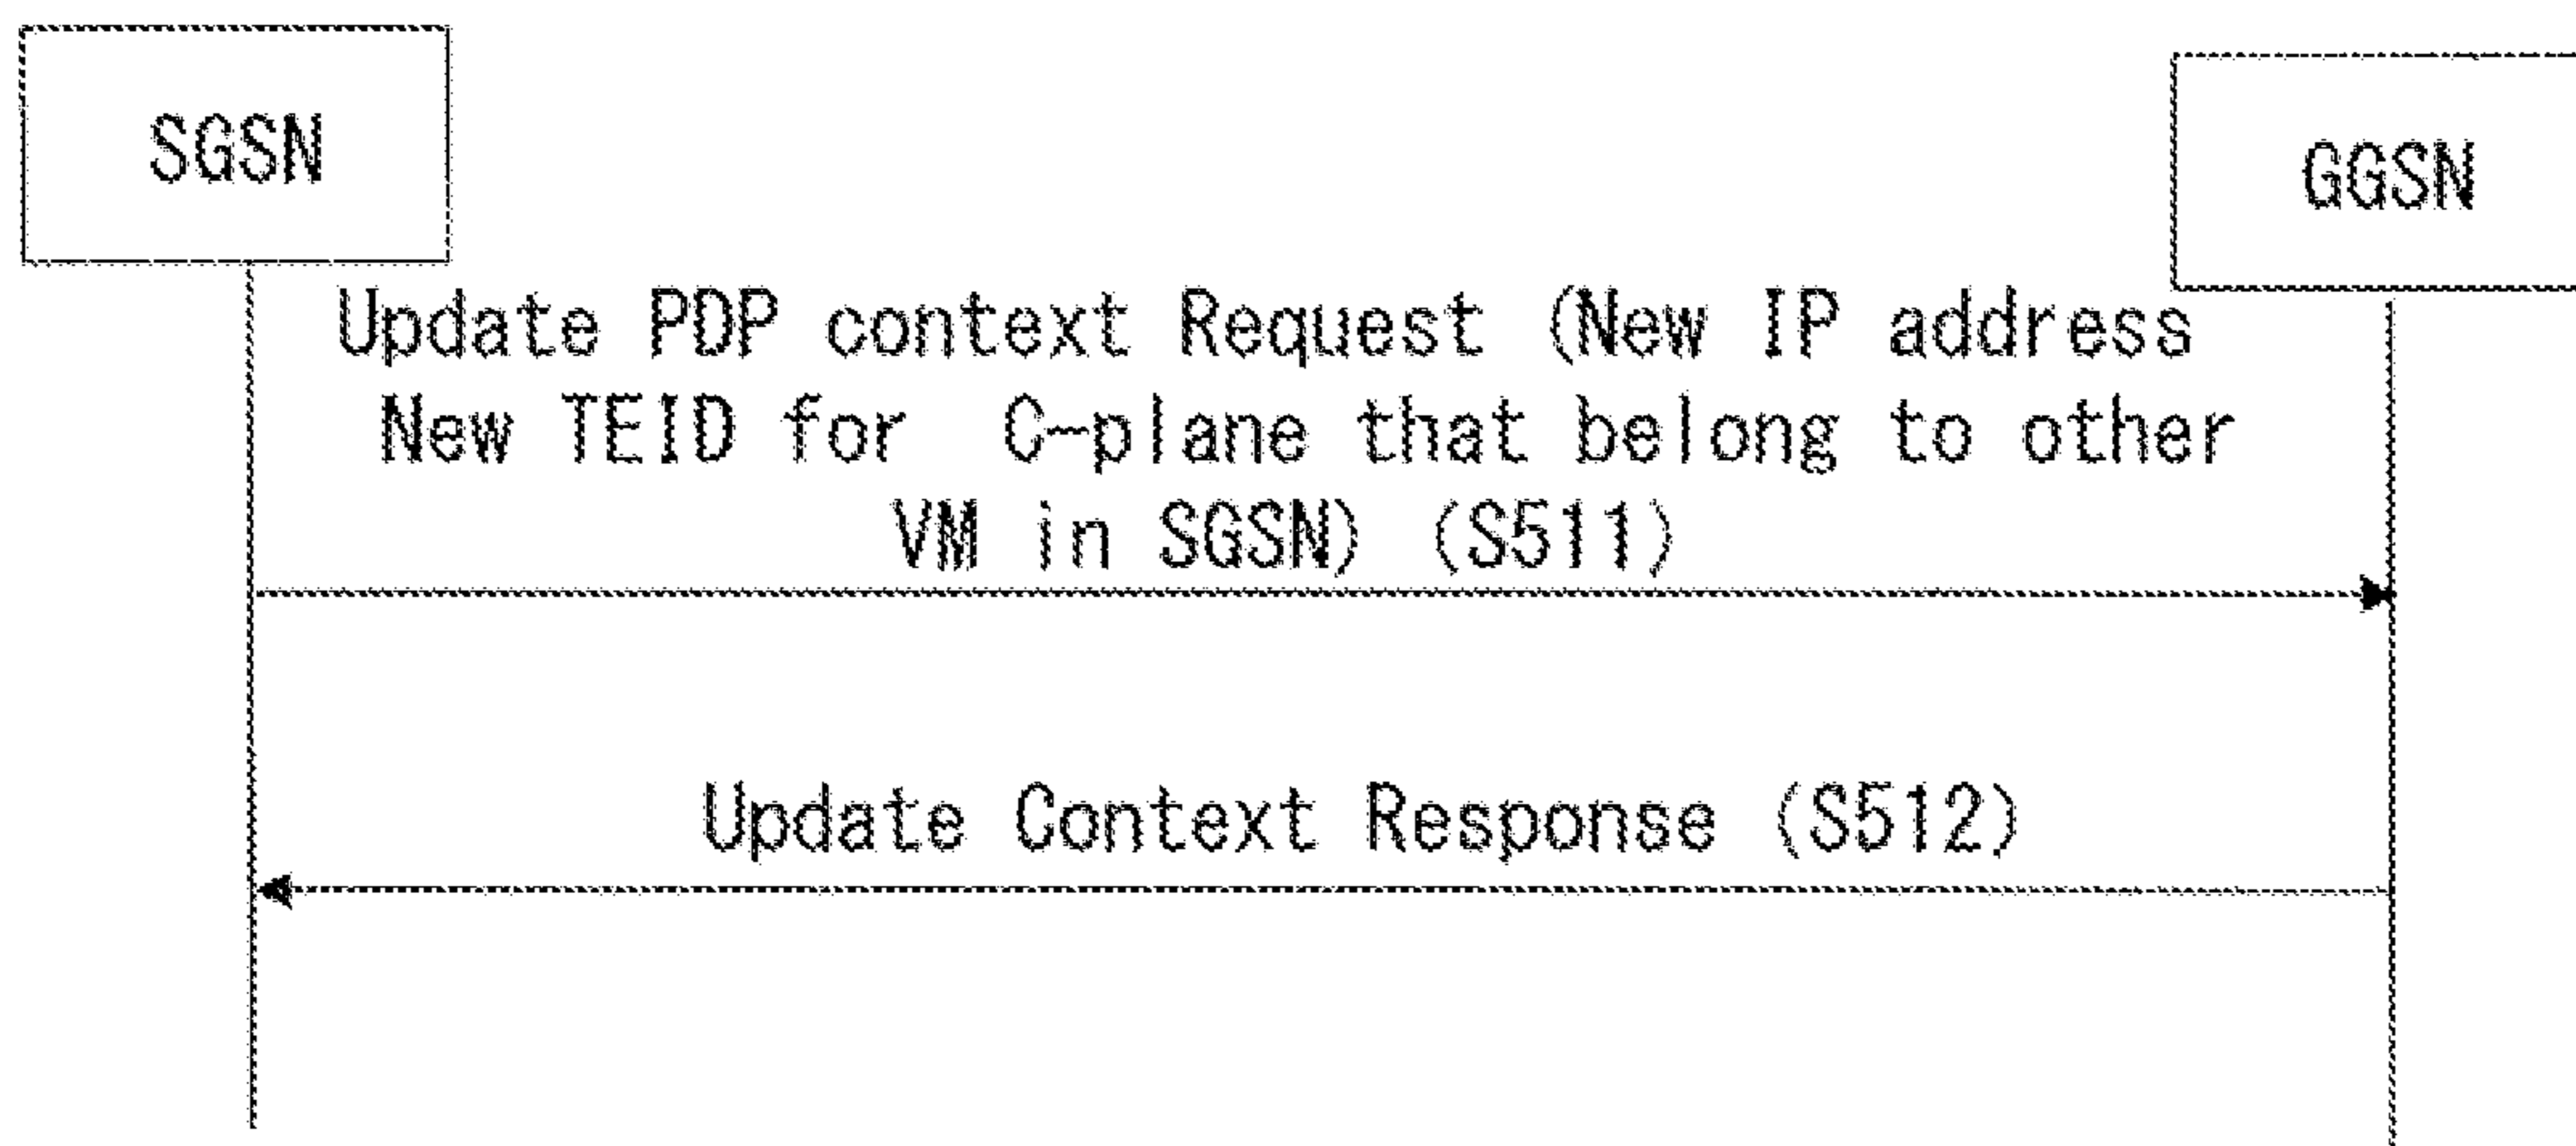 SGSN
GGSN
Update PDP context Request (New IP address
New TEID for C-plane that belong to other
VM in SGSN) (S511)
Update Context Response (S512)